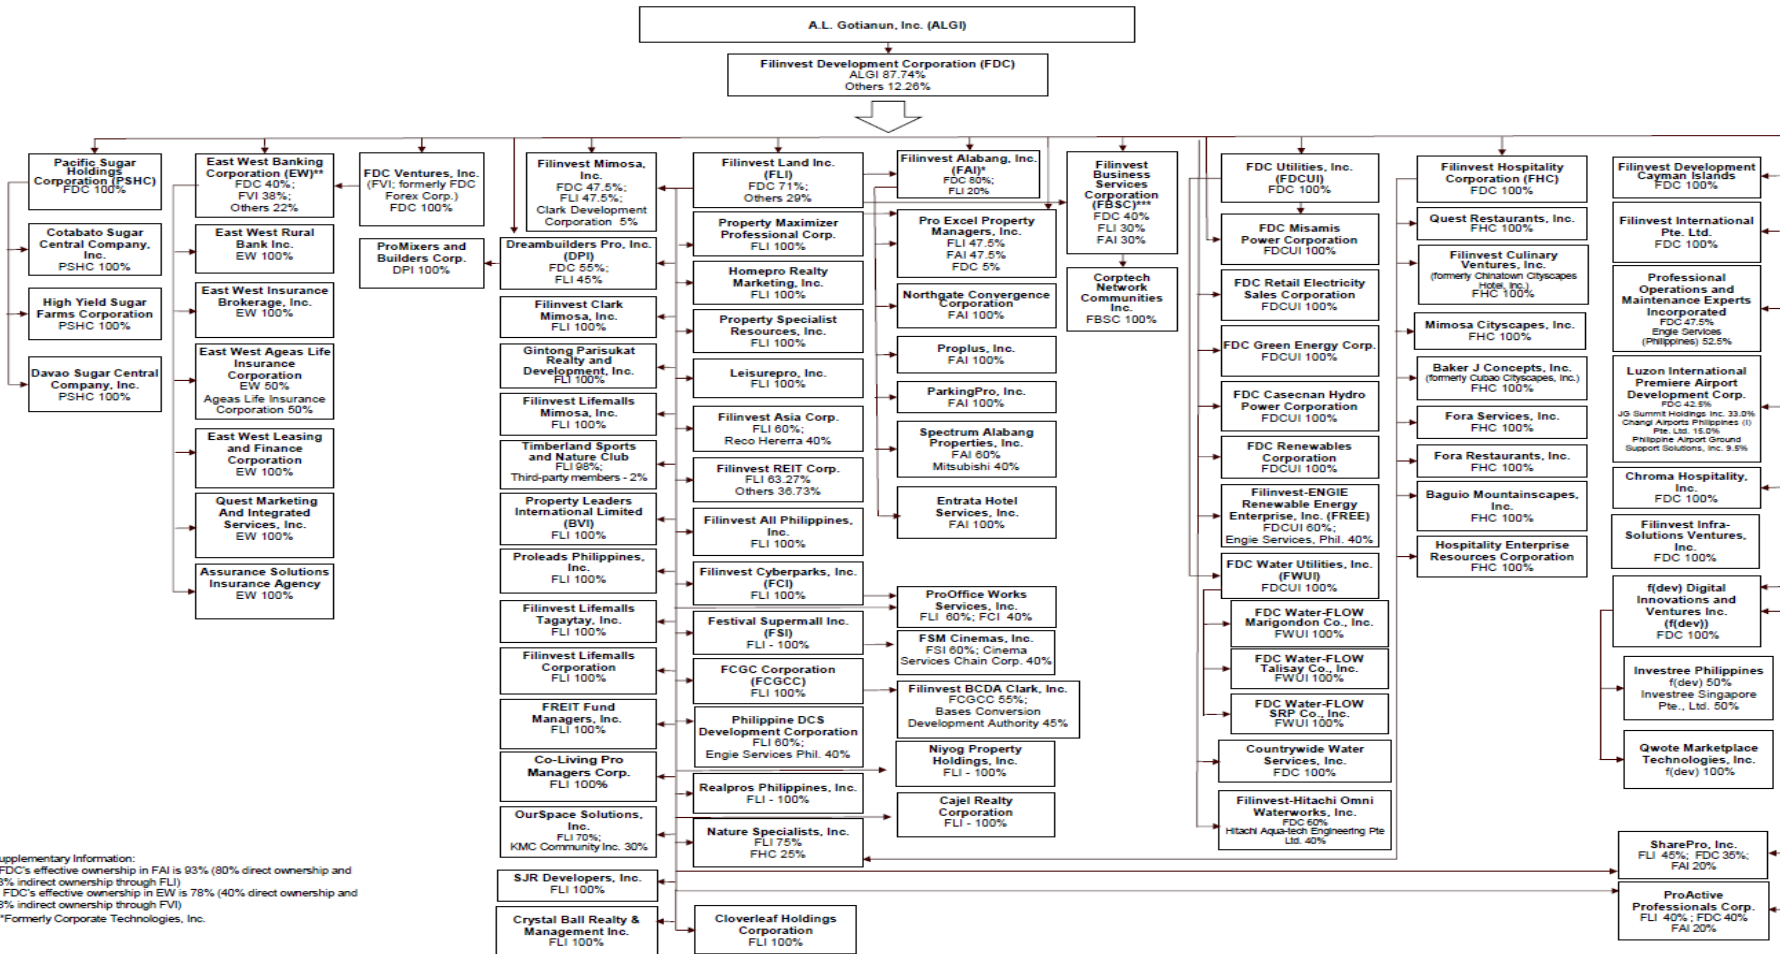 A.L. Gotianun, Inc. (ALGI)
Filinvest Development Corporation (FDC)
ALGI 87.74%
Others 12.26%
Pacific Sugar
Holdings
Corporation (PSHC)
FDC 100%
Cotabato Sugar
Central Company,
Inc.
PSHC 100%
High Yield Sugar
Farms Corporation
PSHC 100%
Davao Sugar Central
Company, Inc.
PSHC 100%
East West Banking
Corporation (EW)**
FDC 40%;
FVI 38%;
Others 22%
East West Rural
Bank Inc.
EW 100%
East West Insurance
Brokerage, Inc.
EW 100%
East West Ageas Life
Insurance
Corporation
EW 50%
Ageas Life Insurance
Corporation 50%
East West Leasing
and Finance
Corporation
EW 100%
Quest Marketing
And Integrated
Services, Inc.
EW 100%
Assurance Solutions
Insurance Agency
EW 100%
FDC Ventures, Inc.
(FVI; formerly FDC
Forex Corp.)
FDC 100%
ProMixers and
Builders Corp.
DPI 100%
Filinvest Mimosa,
Inc.
FDC 47.5%;
FLI 47.5%;
Clark Development
Corporation 5%
Dreambuilders Pro, Inc.
(DPI)
FDC 55%;
FLI 45%
Filinvest Clark
Mimosa, Inc.
FLI 100%
Gintong Parisukat
Realty and
Development, Inc.
FLI 100%
Filinvest Lifemalls
Mimosa, Inc.
FLI 100%
Timberland Sports
and Nature Club
FLI 98%;
Third-party members - 2%
Property Leaders
International Limited
(BVI)
FLI 100%
Proleads Philippines,
Inc.
FLI 100%
Filinvest Lifemalls
Tagaytay, Inc.
FLI 100%
Filinvest Lifemalls
Corporation
FLI 100%
FREIT Fund
Managers, Inc.
FLI 100%
Co-Living Pro
Managers Corp.
FLI 100%
OurSpace Solutions,
Inc.
FLI 70%;
KMC Community Inc. 30%
SJR Developers, Inc.
FLI 100%
Crystal Ball Realty &
Management Inc.
FLI 100%
Filinvest Land Inc.
(FLI)
FDC 71%
Others 29%
Property Maximizer
Professional Corp.
FLI 100%
Homepro Realty
Marketing, Inc.
FLI 100%
Property Specialist
Resources, Inc.
FLI 100%
Leisurepro, Inc.
FLI 100%
Filinvest Asia Corp.
FLI 60%;
Reco Hererra 40%
Filinvest REIT Corp.
FLI 63.27%
Others 36.73%
Filinvest All Philippines,
Inc.
FLI 100%
Filinvest Cyberparks, Inc.
(FCI)
FLI 100%
Festival Supermall Inc.
(FSI)
FLI - 100%
FCGC Corporation
(FCGCC)
FLI 100%
Philippine DCS
Development Corporation
FLI 60%;
Engie Services Phil. 40%
Realpros Philippines, Inc.
FLI - 100%
Nature Specialists, Inc.
FLI 75%
FHC 25%
Cloverleaf Holdings
Corporation
FLI 100%
Filinvest Alabang, Inc.
(FAI)*
FDC 80%;
FLI 20%
Pro Excel Property
Managers, Inc.
FLI 47.5%
FAI 47.5%
FDC 5%
Northgate Convergence
Corporation
FAI 100%
Proplus, Inc.
FAI 100%
ParkingPro, Inc.
FAI 100%
Spectrum Alabang
Properties, Inc.
FAI 60%
Mitsubishi 40%
Entrata Hotel
Services, Inc.
FAI 100%
ProOffice Works
Services, Inc.
FLI 60%; FCI 40%
FSM Cinemas, Inc.
FSI 60%; Cinema
Services Chain Corp. 40%
Filinvest BCDA Clark, Inc.
FCGCC 55%;
Bases Conversion
Development Authority 45%
Niyog Property
Holdings, Inc.
FLI - 100%
Cajel Realty
Corporation
FLI - 100%
Filinvest
Business
Services
Corporation
(FBSC)***
FDC 40%
FLI 30%
FAI 30%
Corptech
Network
Communities
Inc.
FBSC 100%
FDC Utilities, Inc.
(FDCUI)
FDC 100%
FDC Misamis
Power Corporation
FDCUI 100%
FDC Retail Electricity
Sales Corporation
FDCUI 100%
FDC Green Energy Corp.
FDCUI 100%
FDC Casecnan Hydro
Power Corporation
FDCUI 100%
FDC Renewables
Corporation
FDCUI 100%
Filinvest-ENGIE
Renewable Energy
Enterprise, Inc. (FREE)
FDCUI 60%;
Engie Services, Phil. 40%
FDC Water Utilities, Inc.
(FWUI)
FDCUI 100%
FDC Water-FLOW
Marigondon Co., Inc.
FWUI 100%
FDC Water-FLOW
Talisay Co., Inc.
FWUI 100%
FDC Water-FLOW
SRP Co., Inc.
FWUI 100%
Countrywide Water
Services, Inc.
FDC 100%
Filinvest-Hitachi Omni
Waterworks, Inc.
FDC 60%
Hitachi Aqua-tech Engineering Pte
Ltd. 40%
Filinvest Hospitality
Corporation (FHC)
FDC 100%
Quest Restaurants, Inc.
FHC 100%
Filinvest Culinary
Ventures, Inc.
(formerly Chinatown Cityscapes
Hotel, Inc.)
FHC 100%
Mimosa Cityscapes, Inc.
FHC 100%
Baker J Concepts, Inc.
(formerly Cubao Cityscapes, Inc.)
FHC 100%
Fora Services, Inc.
FHC 100%
Fora Restaurants, Inc.
FHC 100%
Baguio Mountainscapes,
Inc.
FHC 100%
Hospitality Enterprise
Resources Corporation
FHC 100%
Filinvest Development
Cayman Islands
FDC 100%
Filinvest International
Pte. Ltd.
FDC 100%
Professional
Operations and
Maintenance Experts
Incorporated
FDC 47.5%
Engie Services
(Philippines) 52.5%
Luzon International
Premiere Airport
Development Corp.
FDC 42.5%
JG Summit Holdings Inc. 33.0%
Changi Airports Philippines (I)
Pte. Ltd. 15.0%
Philippine Airport Ground
Support Solutions, Inc. 9.5%
Chroma Hospitality,
Inc.
FDC 100%
Filinvest Infra-
Solutions Ventures,
Inc.
FDC 100%
f(dev) Digital
Innovations and
Ventures Inc.
(f(dev))
FDC 100%
Investree Philippines
f(dev) 50%
Investree Singapore
Pte., Ltd. 50%
Qwote Marketplace
Technologies, Inc.
f(dev) 100%
SharePro, Inc.
FLI 45%; FDC 35%;
FAI 20%
ProActive
Professionals Corp.
FLI 40% ; FDC 40%
FAI 20%
upplementary Information:
FDC's effective ownership in FAI is 93% (80% direct ownership and
3% indirect ownership through FLI)
FDC's effective ownership in EW is 78% (40% direct ownership and
8% indirect ownership through FVI)
**Formerly Corporate Technologies, Inc.